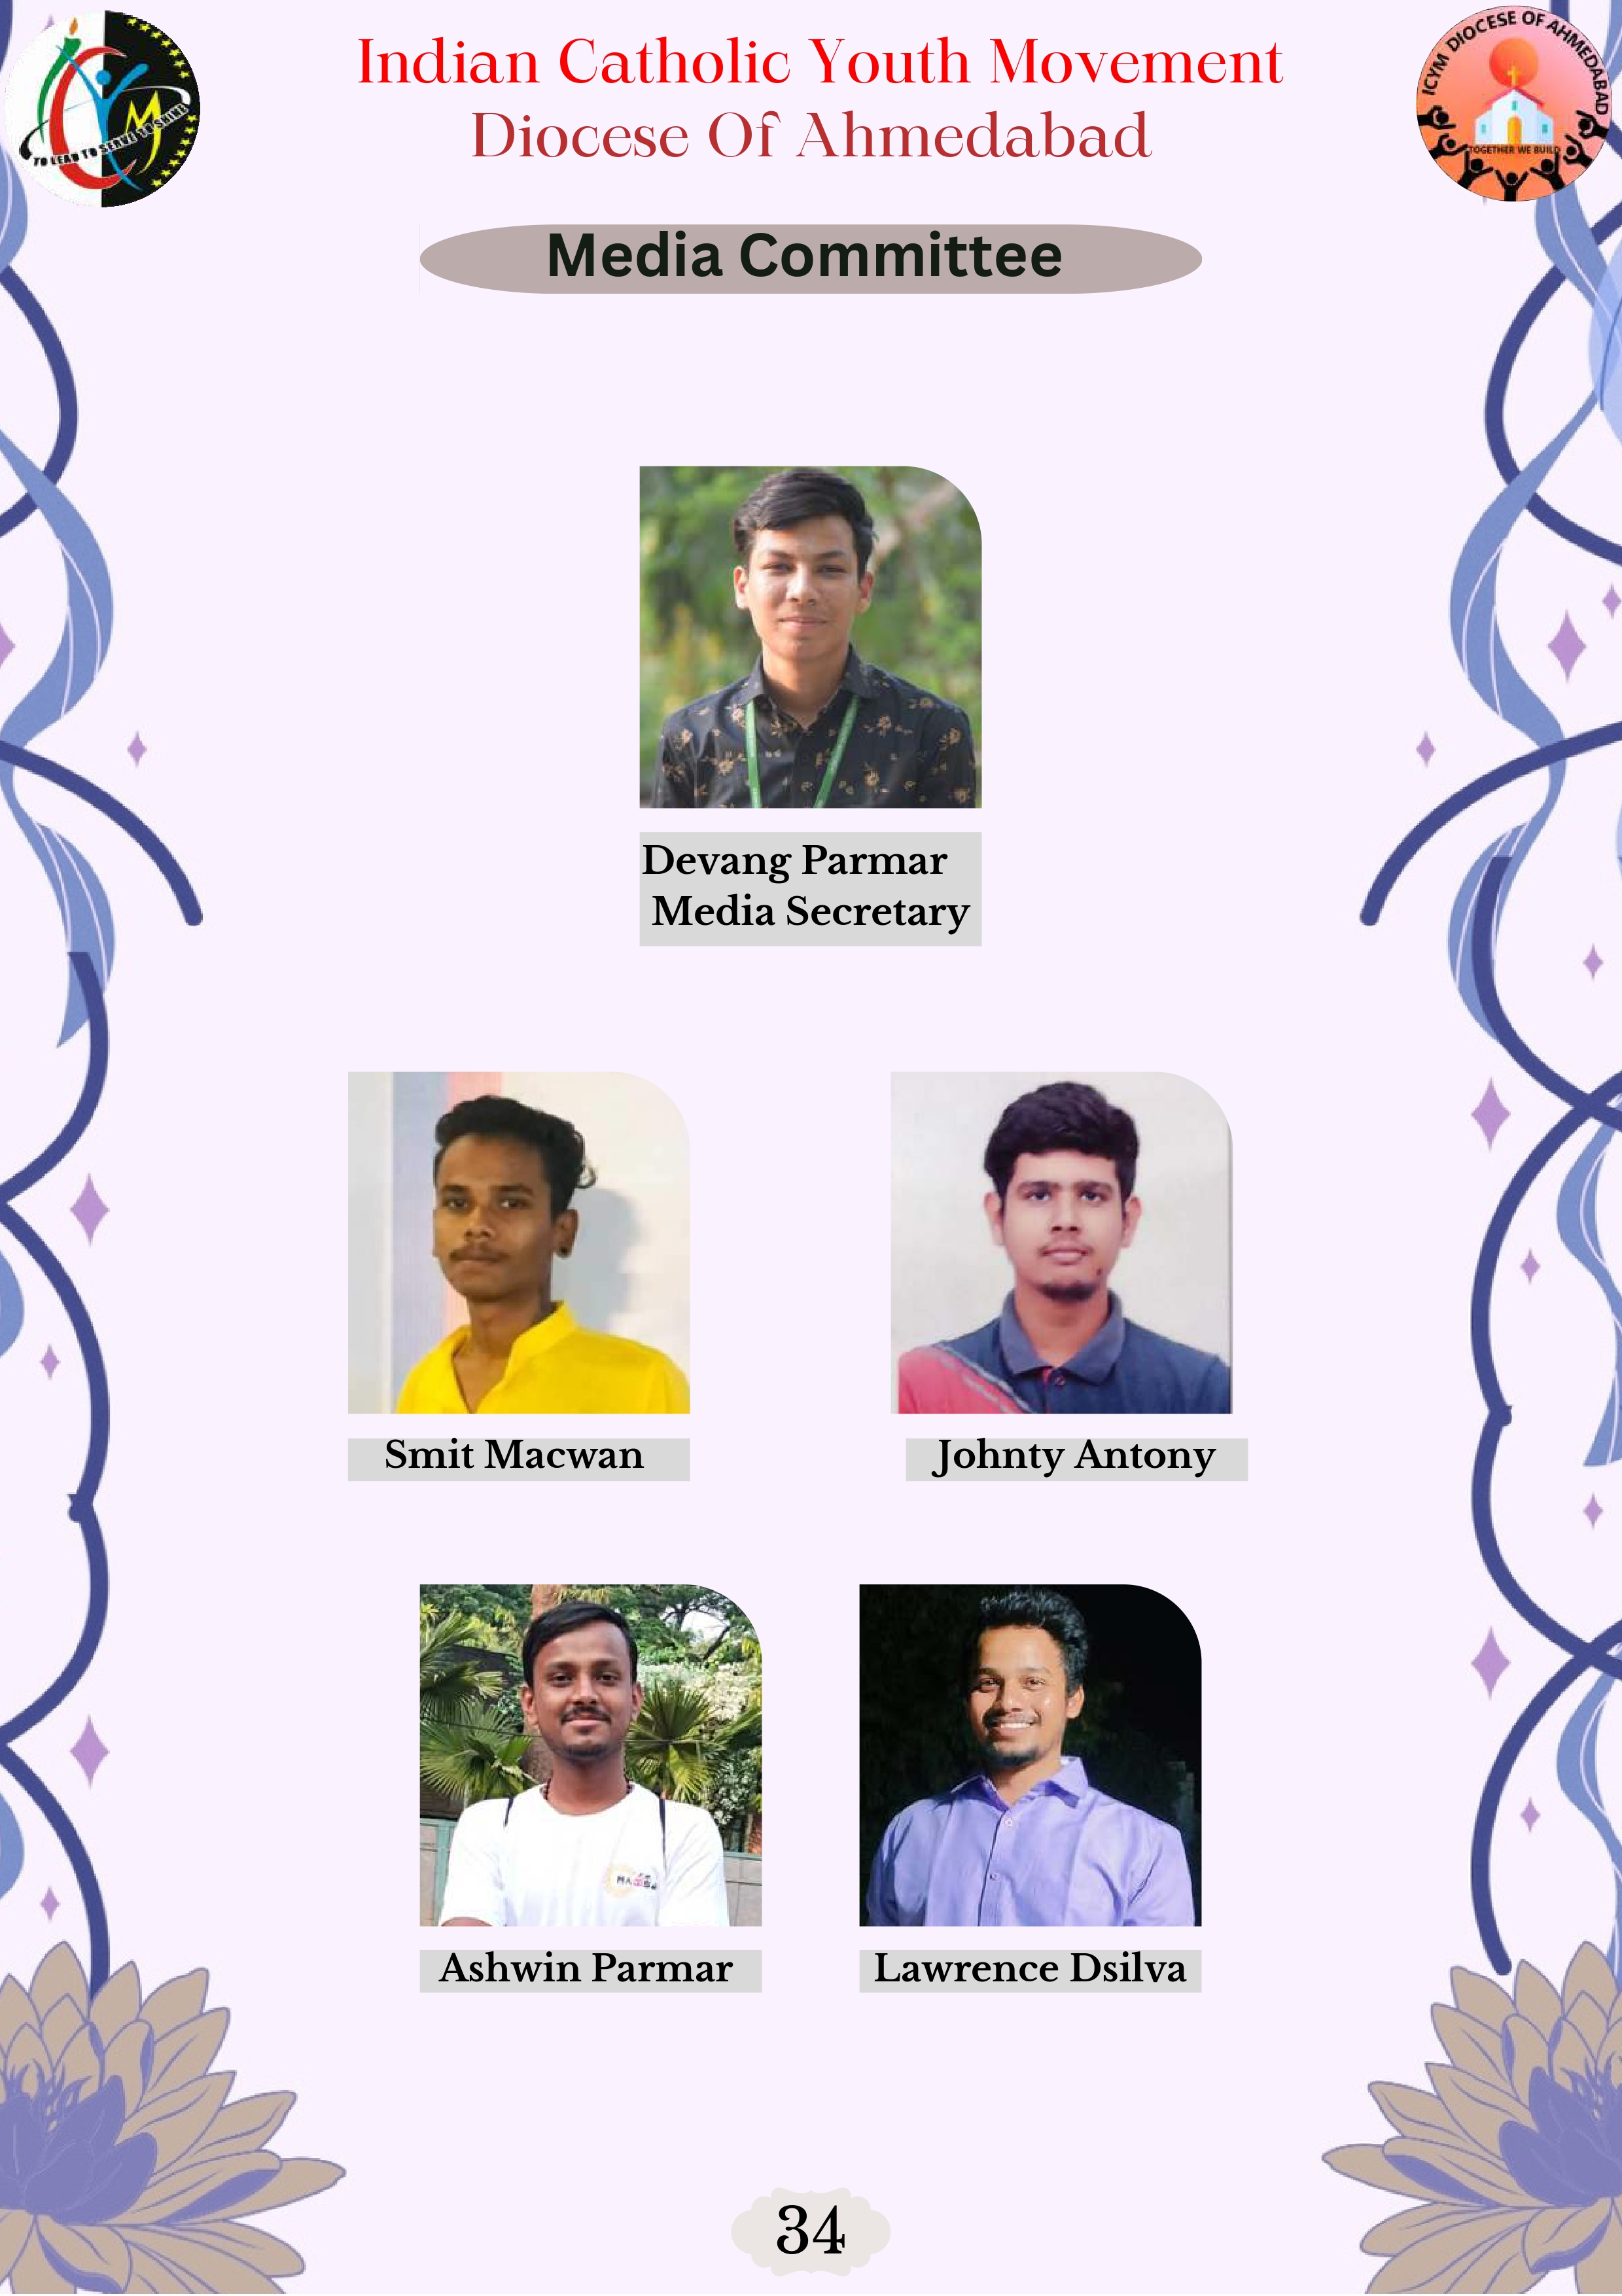 TO LEAD TO SERVE TO SHINE
Indian Catholic Youth Movement
Diocese Of Ahmedabad
ICYM DIOCESE OF AHMEDABAD
TOGETHER WE BUILD
Media Committee
Devang Parmar
Media Secretary
Smit Macwan
Johnty Antony
Ashwin Parmar
Lawrence Dsilva
34